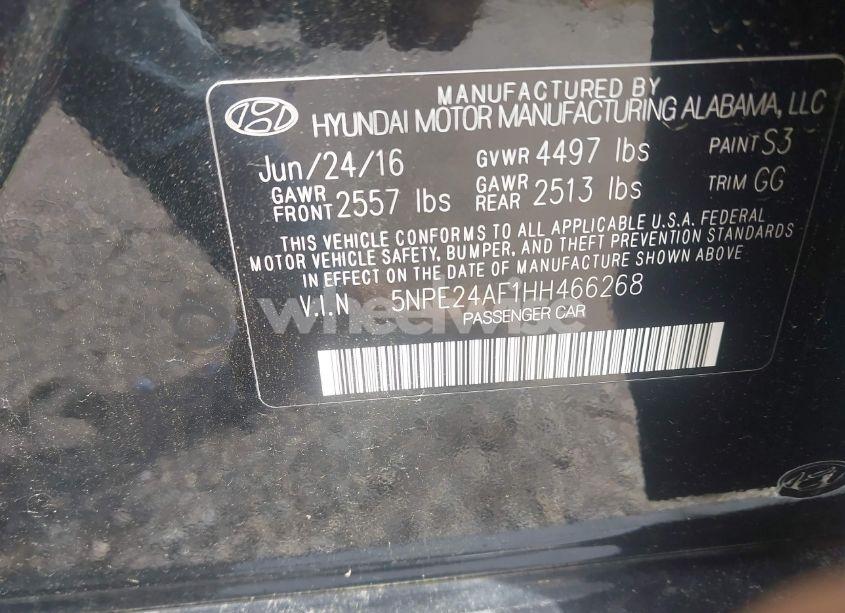 MANUFACTURED BY
HYUNDAI MOTOR MANUFACTURING ALABAMA, LLC
Jun/24/16 GVWR 4497 lbs PAINT S3
GAWR FRONT 2557 lbs GAWR REAR 2513 lbs TRIM GG
THIS VEHICLE CONFORMS TO ALL APPLICABLE U.S.A. FEDERAL
MOTOR VEHICLE SAFETY, BUMPER, AND THEFT PREVENTION STANDARDS
IN EFFECT ON THE DATE OF MANUFACTURE SHOWN ABOVE
V.I.N 5NPE24AF1HH466268
PASSENGER CAR
wheelwise